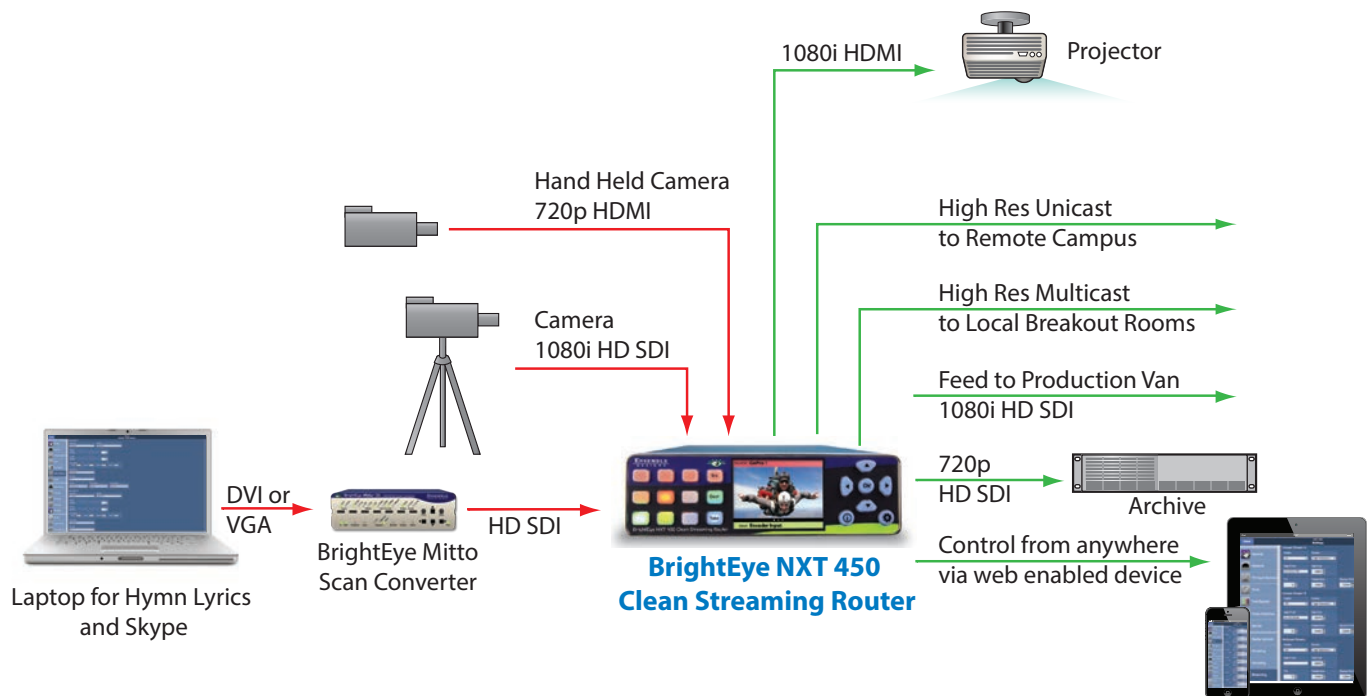 1080i HDMI
Projector
Hand Held Camera
720p HDMI
High Res Unicast
to Remote Campus
High Res Multicast
to Local Breakout Rooms
Camera
1080i HD SDI
Feed to Production Van
1080i HD SDI
DVI or
VGA
BrightEye Mitto
Scan Converter
HD SDI
ENSEMBLE
DESIGNS
BrightEye NXT 450
Clean Streaming Router
720p
HD SDI
Archive
Control from anywhere
via web enabled device
Laptop for Hymn Lyrics
and Skype